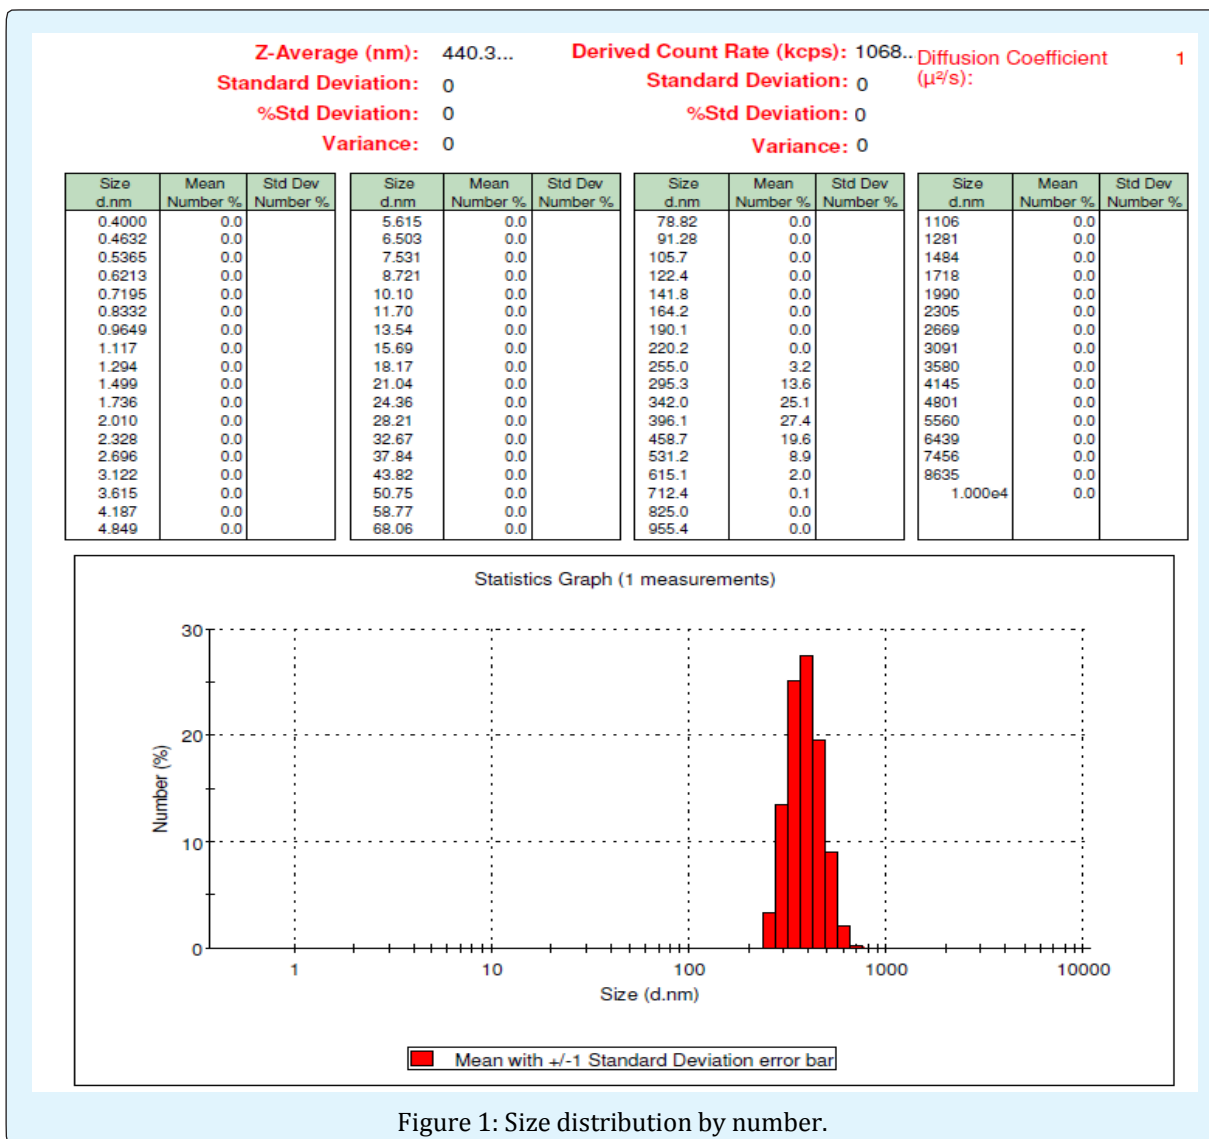 Z-Average (nm): 440.3... Derived Count Rate (kcps): 1068.. Diffusion Coefficient (µ²/s): 1
Standard Deviation: 0 Standard Deviation: 0
%Std Deviation: 0 %Std Deviation: 0
Variance: 0 Variance: 0
Size d.nm Mean Number % Std Dev Number % Size d.nm Mean Number % Std Dev Number % Size d.nm Mean Number % Std Dev Number % Size d.nm Mean Number % Std Dev Number %
0.4000 0.0 5.615 0.0 78.82 0.0 1106 0.0
0.4632 0.0 6.503 0.0 91.28 0.0 1281 0.0
0.5365 0.0 7.531 0.0 105.7 0.0 1484 0.0
0.6213 0.0 8.721 0.0 122.4 0.0 1718 0.0
0.7195 0.0 10.10 0.0 141.8 0.0 1990 0.0
0.8332 0.0 11.70 0.0 164.2 0.0 2305 0.0
0.9649 0.0 13.54 0.0 190.1 0.0 2669 0.0
1.117 0.0 15.69 0.0 220.2 0.0 3091 0.0
1.294 0.0 18.17 0.0 255.0 3.2 3580 0.0
1.499 0.0 21.04 0.0 295.3 13.6 4145 0.0
1.736 0.0 24.36 0.0 342.0 25.1 4801 0.0
2.010 0.0 28.21 0.0 396.1 27.4 5560 0.0
2.328 0.0 32.67 0.0 458.7 19.6 6439 0.0
2.696 0.0 37.84 0.0 531.2 8.9 7456 0.0
3.122 0.0 43.82 0.0 615.1 2.0 8635 0.0
3.615 0.0 50.75 0.0 712.4 0.1 1.000e4 0.0
4.187 0.0 58.77 0.0 825.0 0.0
4.849 0.0 68.06 0.0 955.4 0.0
Statistics Graph (1 measurements)
30
20
10
0
Number (%)
1 10 100 1000 10000
Size (d.nm)
Mean with +/-1 Standard Deviation error bar
Figure 1: Size distribution by number.